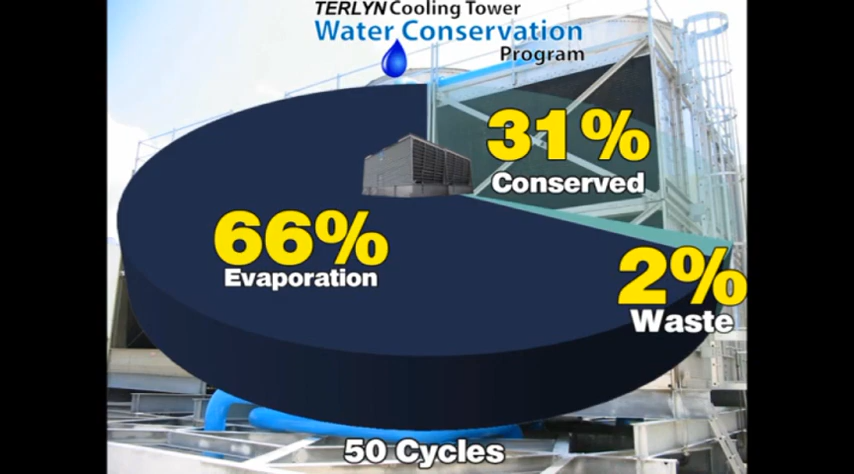 TERLYN Cooling Tower
Water Conservation
Program
31%
Conserved
66%
Evaporation
2%
Waste
50 Cycles